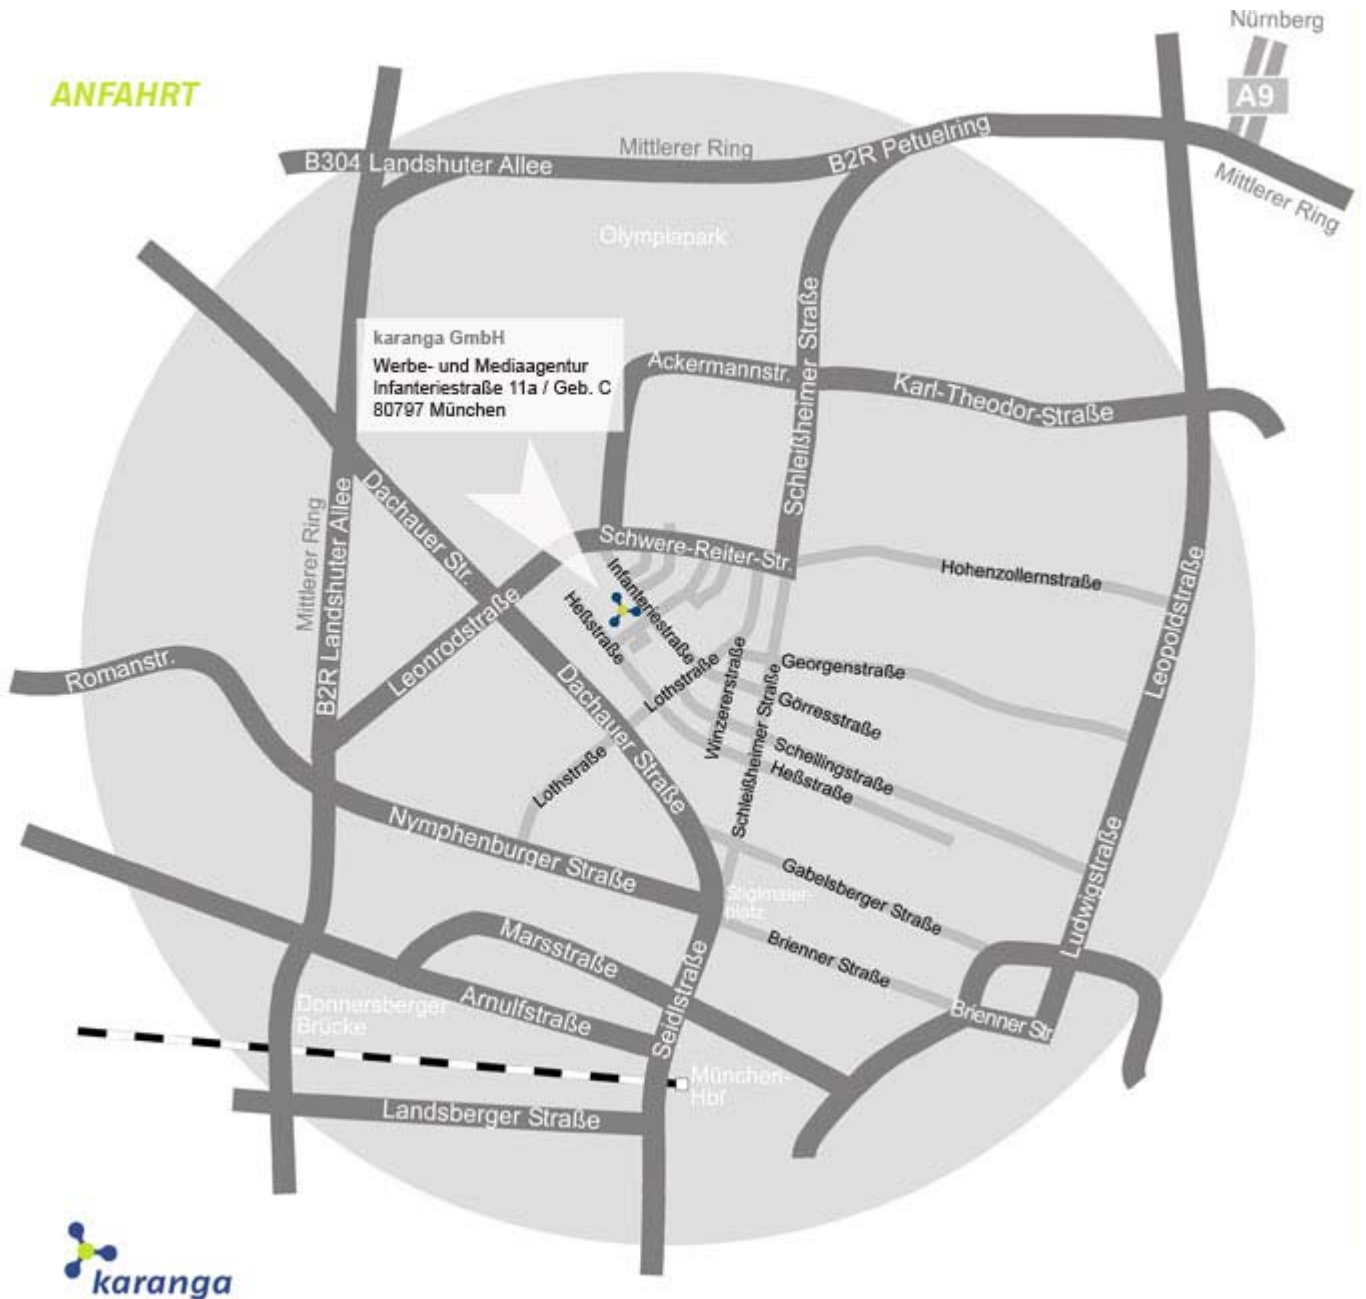 Nürnberg
ANFAHRT
A9
Mittlerer Ring
B2R Petuelring
B304 Landshuter Allee
Mittlerer Ring
Olympiapark
Schleißheimer Straße
karanga GmbH
Werbe- und Mediaagentur
Infanteriestraße 11a / Geb. C
80797 München
Ackermannstr.
Karl-Theodor-Straße
Dachauer Str.
Mittlerer Ring
B2R Landshuter Allee
Schwere-Reiter-Str.
Hohenzollernstraße
Infanteriestraße
Heßstraße
Leopoldstraße
Leonrodstraße
Romanstr.
Georgenstraße
Lothstraße
Winzererstraße
Schleißheimer Straße
Görresstraße
Dachauer Straße
Schellingstraße
Heßstraße
Lothstraße
Nymphenburger Straße
Ludwigstraße
Gabelsberger Straße
Stiglmaier-
platz
Marsstraße
Brienner Straße
Seidlstraße
Arnulfstraße
Donnersberger
Brücke
Brienner Str
München-
Hbf
Landsberger Straße
karanga